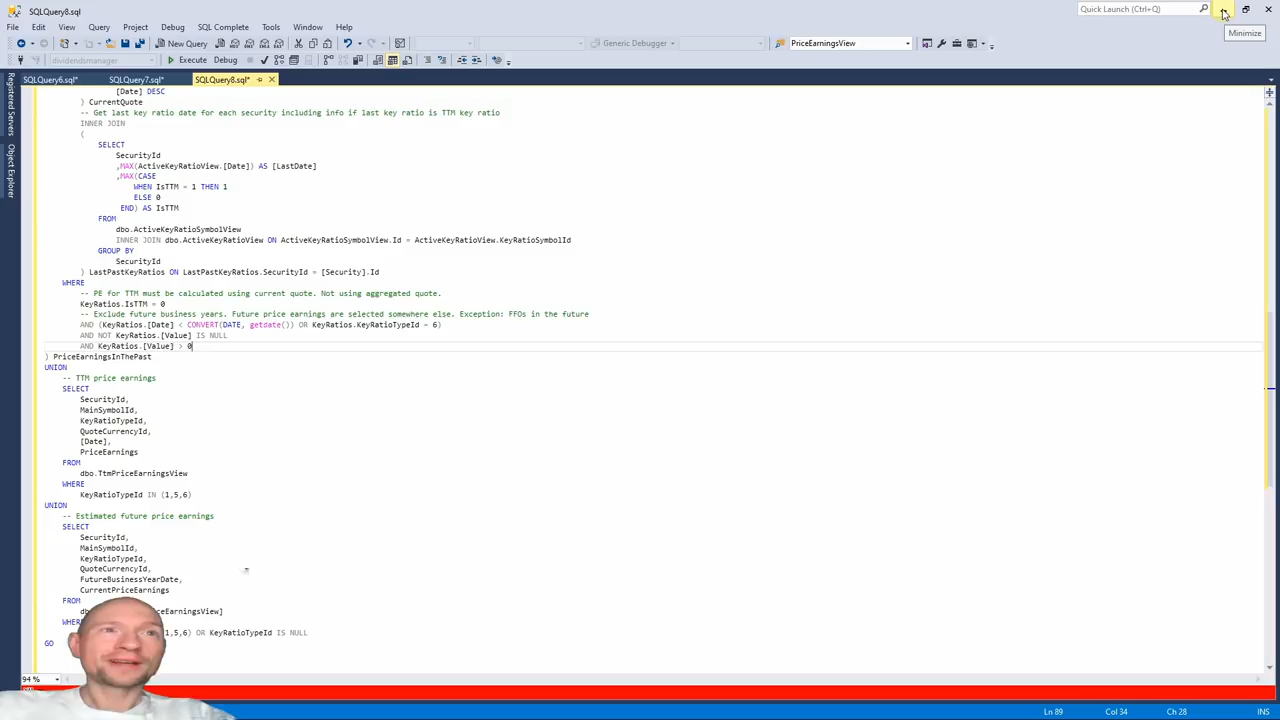 SQLQuery8.sql*
Quick Launch (Ctrl+Q)
File Edit View Query Project Debug SQL Complete Tools Window Help
Minimize
New Query
Generic Debugger
PriceEarningsView
dividendsmanager
Execute Debug
SQLQuery6.sql* SQLQuery7.sql* SQLQuery8.sql*
Registered Servers
Object Explorer
[Date] DESC
) CurrentQuote
-- Get last key ratio date for each security including info if last key ratio is TTM key ratio
INNER JOIN
(
SELECT
SecurityId
,MAX(ActiveKeyRatioView.[Date]) AS [LastDate]
,MAX(CASE
WHEN IsTTM = 1 THEN 1
ELSE 0
END) AS IsTTM
FROM
dbo.ActiveKeyRatioSymbolView
INNER JOIN dbo.ActiveKeyRatioView ON ActiveKeyRatioSymbolView.Id = ActiveKeyRatioView.KeyRatioSymbolId
GROUP BY
SecurityId
) LastPastKeyRatios ON LastPastKeyRatios.SecurityId = [Security].Id
WHERE
-- PE for TTM must be calculated using current quote. Not using aggregated quote.
KeyRatios.IsTTM = 0
-- Exclude future business years. Future price earnings are selected somewhere else. Exception: FFOs in the future
AND (KeyRatios.[Date] < CONVERT(DATE, getdate()) OR KeyRatios.KeyRatioTypeId = 6)
AND NOT KeyRatios.[Value] IS NULL
AND KeyRatios.[Value] > 0
) PriceEarningsInThePast
UNION
-- TTM price earnings
SELECT
SecurityId,
MainSymbolId,
KeyRatioTypeId,
QuoteCurrencyId,
[Date],
PriceEarnings
FROM
dbo.TtmPriceEarningsView
WHERE
KeyRatioTypeId IN (1,5,6)
UNION
-- Estimated future price earnings
SELECT
SecurityId,
MainSymbolId,
KeyRatioTypeId,
QuoteCurrencyId,
FutureBusinessYearDate,
CurrentPriceEarnings
FROM
iceEarningsView]
1,5,6) OR KeyRatioTypeId IS NULL
GO
94 %
Ln 89 Col 34 Ch 28 INS